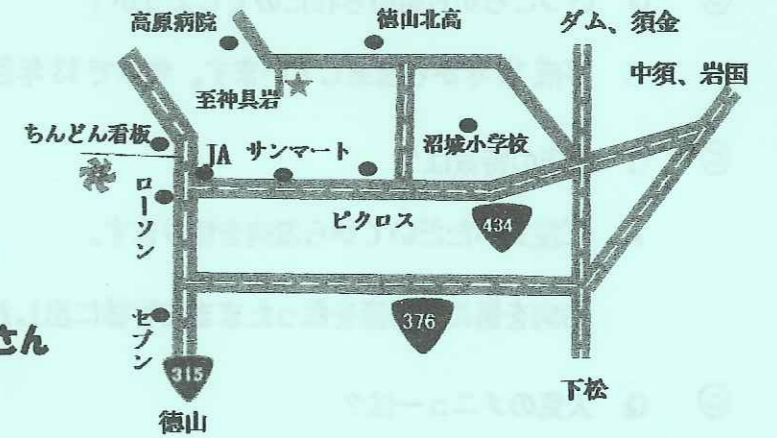 高原病院
徳山北高
ダム、須金
中須、岩国
至神具岩
ちんどん看板
JA
サンマート
沼城小学校
ローソン
ピクロス
434
376
セブン
さん
315
徳山
下松